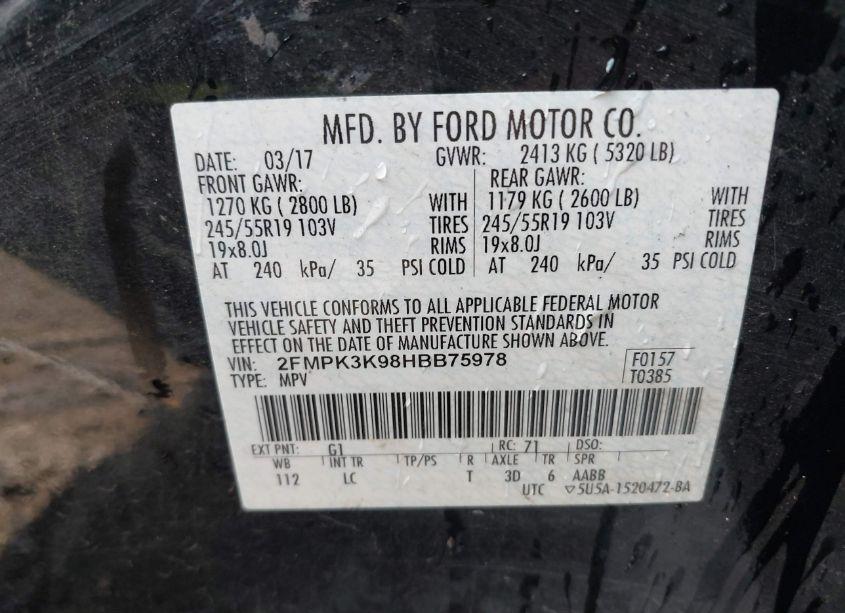 MFD. BY FORD MOTOR CO.
DATE: 03/17 GVWR: 2413 KG ( 5320 LB)
FRONT GAWR: REAR GAWR:
1270 KG ( 2800 LB) WITH 1179 KG ( 2600 LB) WITH
245/55R19 103V TIRES 245/55R19 103V TIRES
19x8.0J RIMS 19x8.0J RIMS
AT 240 kPa/ 35 PSI COLD AT 240 kPa/ 35 PSI COLD
THIS VEHICLE CONFORMS TO ALL APPLICABLE FEDERAL MOTOR
VEHICLE SAFETY AND THEFT PREVENTION STANDARDS IN
EFFECT ON THE DATE OF MANUFACTURE SHOWN ABOVE.
VIN: 2FMPK3K98HBB75978 F0157
TYPE: MPV T0385
EXT PNT: G1 RC: 71 DSO:
WB INT TR TP/PS R AXLE TR SPR
112 LC T 3D 6 AABB
UTC ▽5U5A-1520472-BA